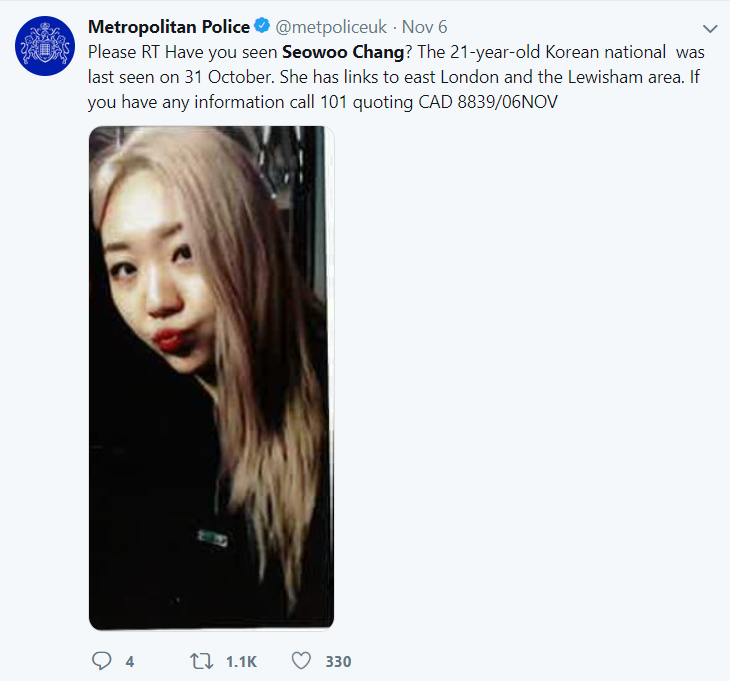 Metropolitan Police @metpoliceuk · Nov 6
Please RT Have you seen Seowoo Chang? The 21-year-old Korean national was
last seen on 31 October. She has links to east London and the Lewisham area. If
you have any information call 101 quoting CAD 8839/06NOV
4 1.1K 330